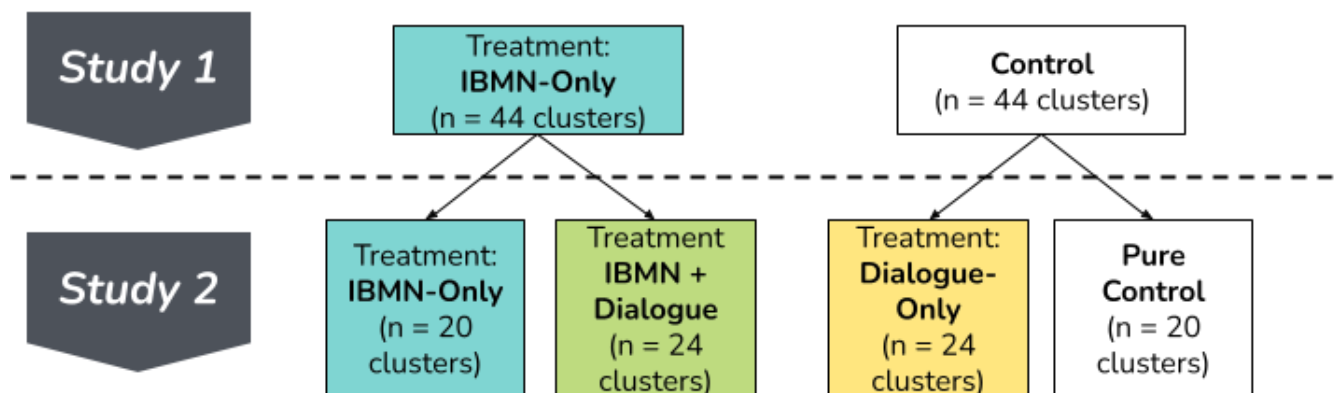 Study 1
Treatment:
IBMN-Only
(n = 44 clusters)
Control
(n = 44 clusters)
Study 2
Treatment:
IBMN-Only
(n = 20
clusters)
Treatment
IBMN +
Dialogue
(n = 24
clusters)
Treatment:
Dialogue-
Only
(n = 24
clusters)
Pure
Control
(n = 20
clusters)